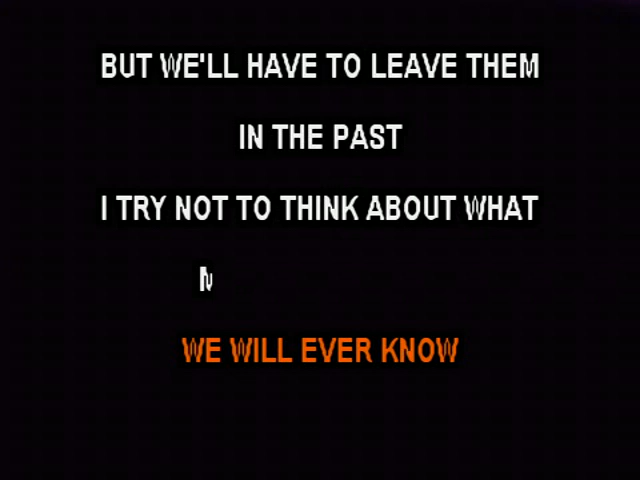 BUT WE'LL HAVE TO LEAVE THEM
IN THE PAST
I TRY NOT TO THINK ABOUT WHAT
WE WILL EVER KNOW